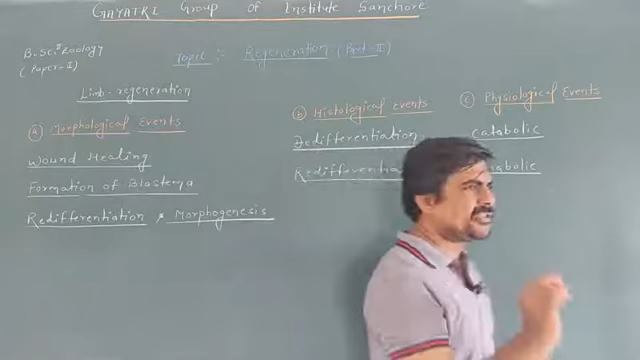 GAYATRI Group of Institute Sanchore
B.Sc. II Zoology
(Paper-I)
Topic :- Regeneration (Part-II)
Limb-regeneration
(a) Morphological Events
Wound Healing
Formation of Blastema
Redifferentiation & Morphogenesis
(b) Histological Events
Dedifferentiation
(c) Physiological Events
Catabolic